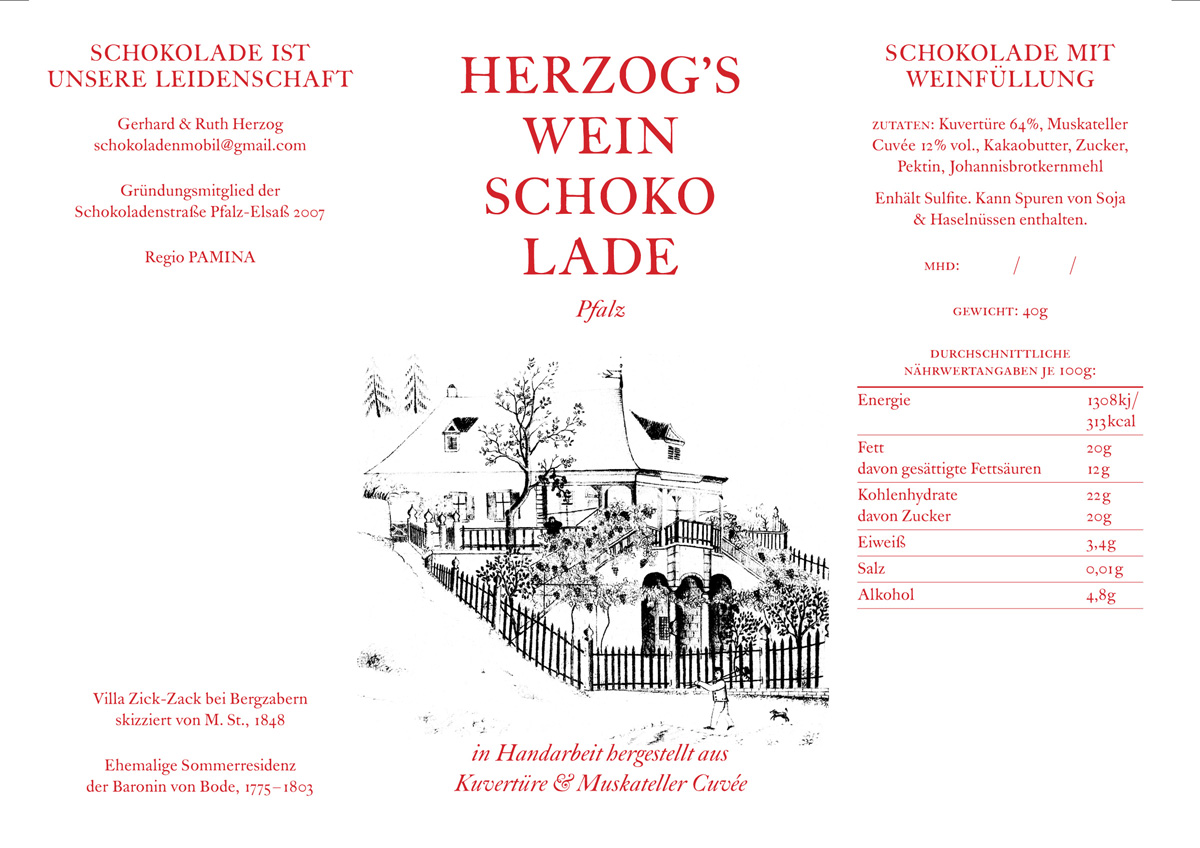 SCHOKOLADE IST
UNSERE LEIDENSCHAFT
Gerhard & Ruth Herzog
schokoladenmobil@gmail.com
Gründungsmitglied der
Schokoladenstraße Pfalz-Elsaß 2007
Regio PAMINA
Villa Zick-Zack bei Bergzabern
skizziert von M. St., 1848
Ehemalige Sommerresidenz
der Baronin von Bode, 1775–1803
HERZOG’S
WEIN
SCHOKO
LADE
Pfalz
in Handarbeit hergestellt aus
Kuvertüre & Muskateller Cuvée
SCHOKOLADE MIT
WEINFÜLLUNG
ZUTATEN: Kuvertüre 64%, Muskateller
Cuvée 12% vol., Kakaobutter, Zucker,
Pektin, Johannisbrotkernmehl
Enhält Sulfite. Kann Spuren von Soja
& Haselnüssen enthalten.
MHD: / /
GEWICHT: 40g
DURCHSCHNITTLICHE
NÄHRWERTANGABEN JE 100g:
Energie 1308kj/
313kcal
Fett 20g
davon gesättigte Fettsäuren 12g
Kohlenhydrate 22g
davon Zucker 20g
Eiweiß 3,4g
Salz 0,01g
Alkohol 4,8g